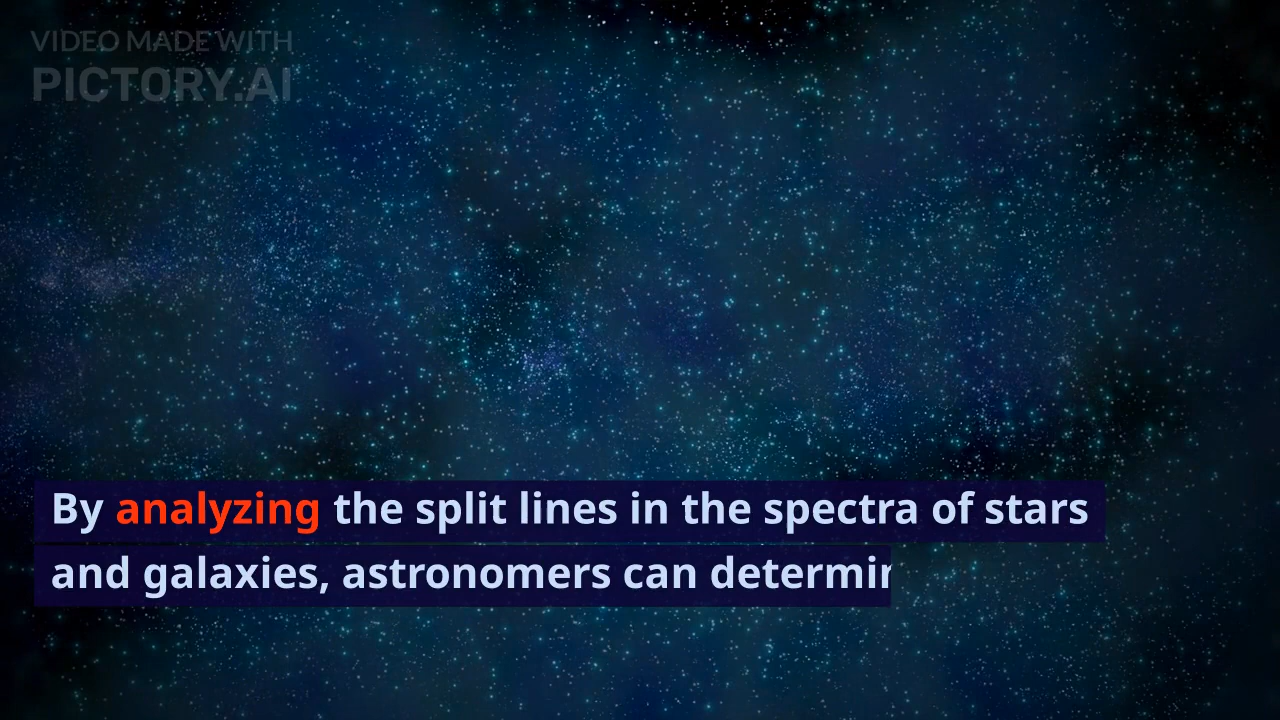 VIDEO MADE WITH
PICTORY.AI
By analyzing the split lines in the spectra of stars
and galaxies, astronomers can determin